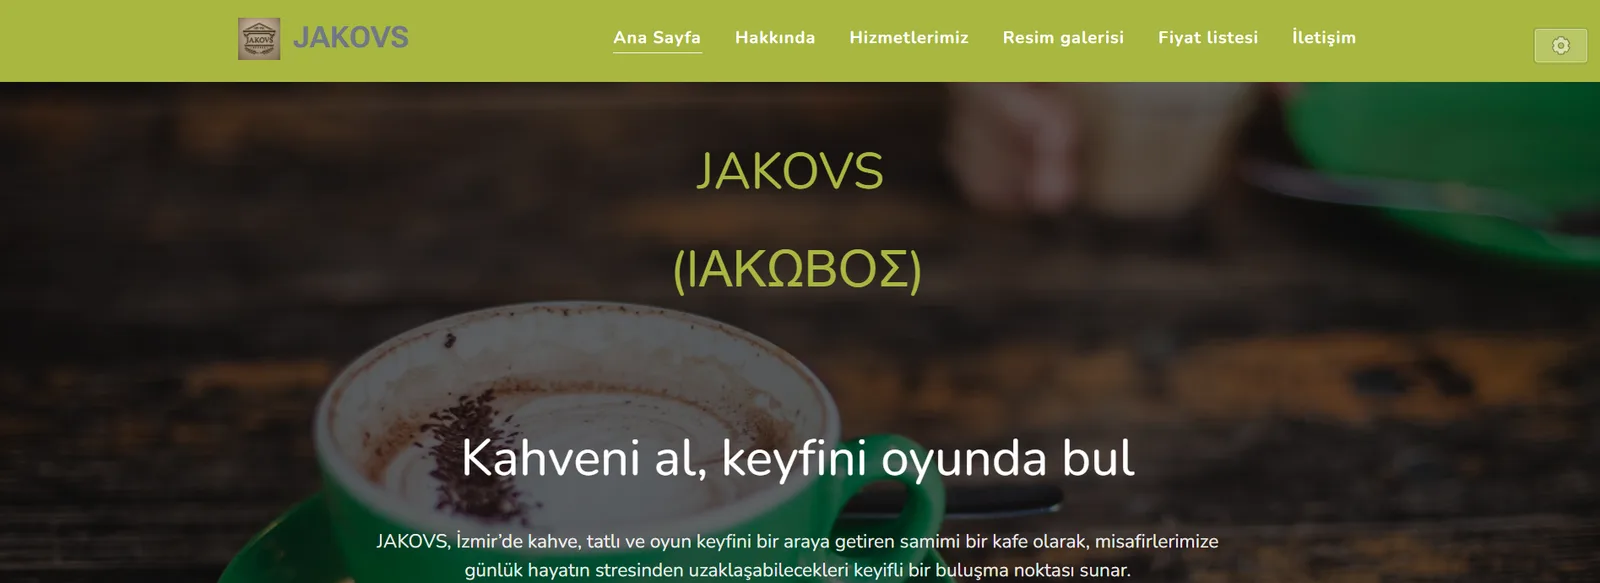 JAKOVS
JAKOVS
Ana Sayfa
Hakkında
Hizmetlerimiz
Resim galerisi
Fiyat listesi
İletişim
JAKOVS
(ΙΑΚΩΒΟΣ)
Kahveni al, keyfini oyunda bul
JAKOVS, İzmir’de kahve, tatlı ve oyun keyfini bir araya getiren samimi bir kafe olarak, misafirlerimize
günlük hayatın stresinden uzaklaşabilecekleri keyifli bir buluşma noktası sunar.